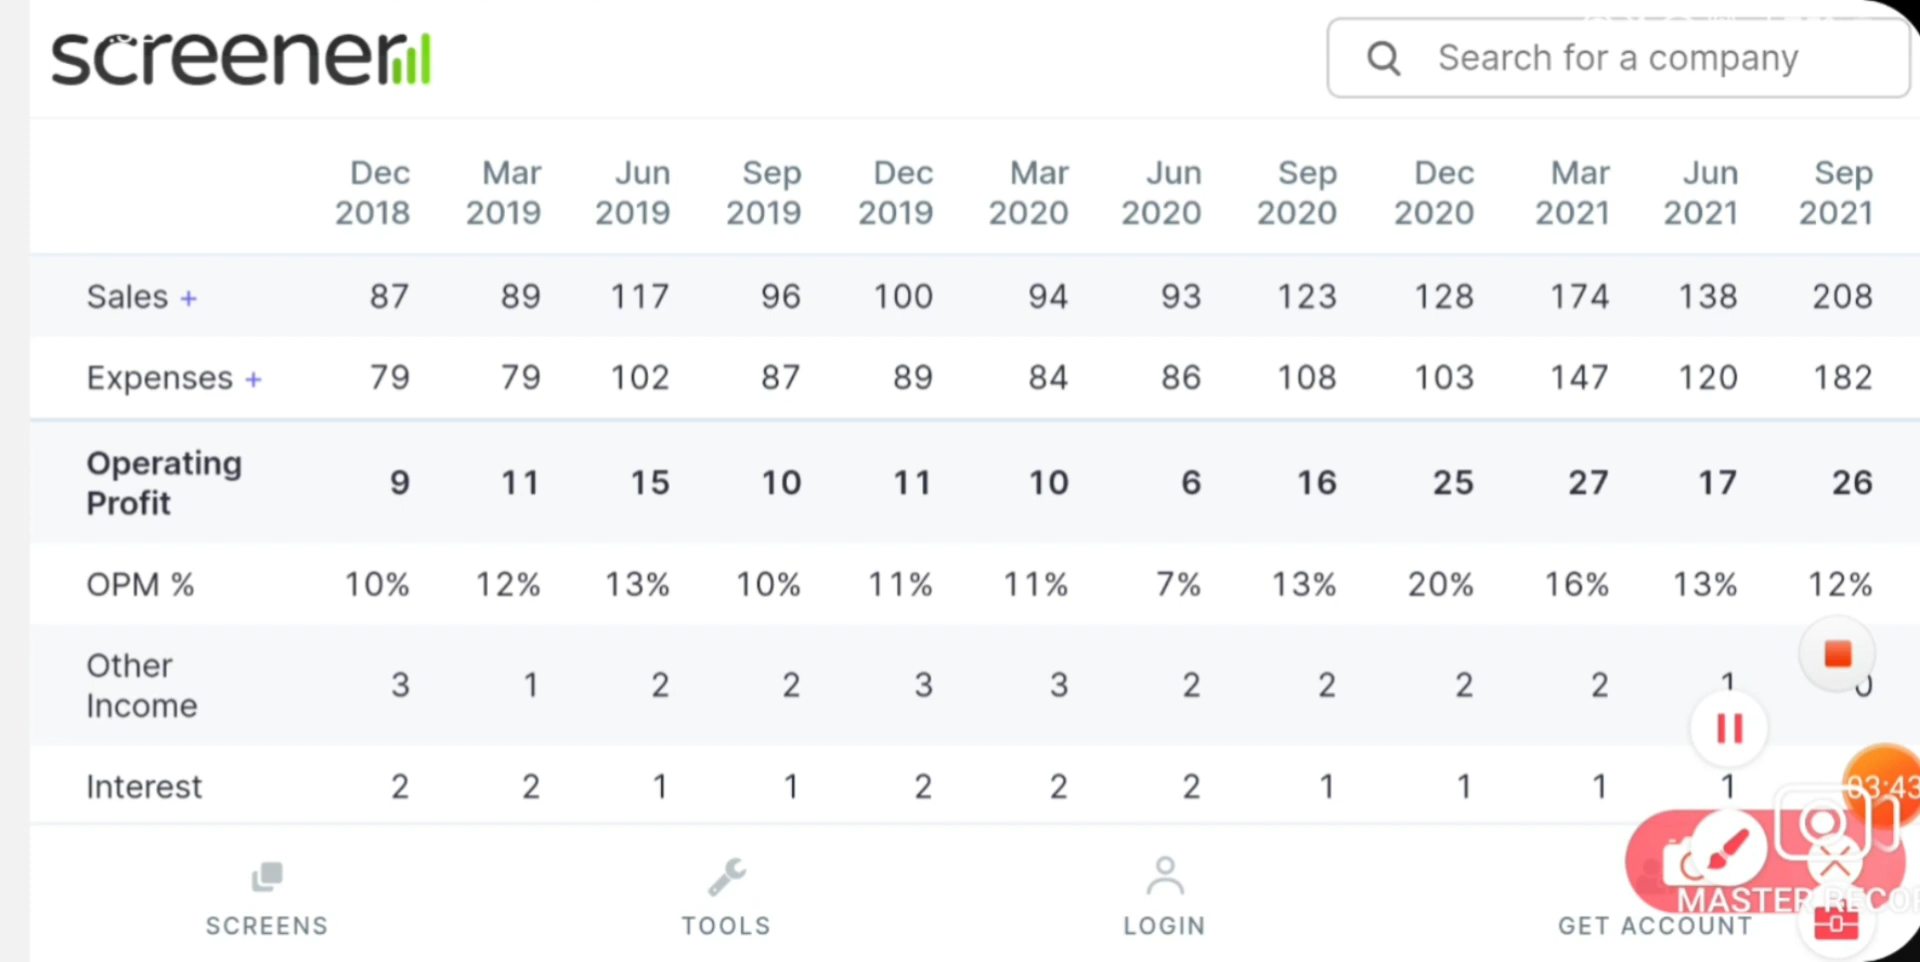 screener
Search for a company
Dec 2018 Mar 2019 Jun 2019 Sep 2019 Dec 2019 Mar 2020 Jun 2020 Sep 2020 Dec 2020 Mar 2021 Jun 2021 Sep 2021
Sales + 87 89 117 96 100 94 93 123 128 174 138 208
Expenses + 79 79 102 87 89 84 86 108 103 147 120 182
Operating Profit 9 11 15 10 11 10 6 16 25 27 17 26
OPM % 10% 12% 13% 10% 11% 11% 7% 13% 20% 16% 13% 12%
Other Income 3 1 2 2 3 3 2 2 2 2 1 0
Interest 2 2 1 1 2 2 2 1 1 1 1
03:43
MASTER RECOR
SCREENS TOOLS LOGIN GET ACCOUNT